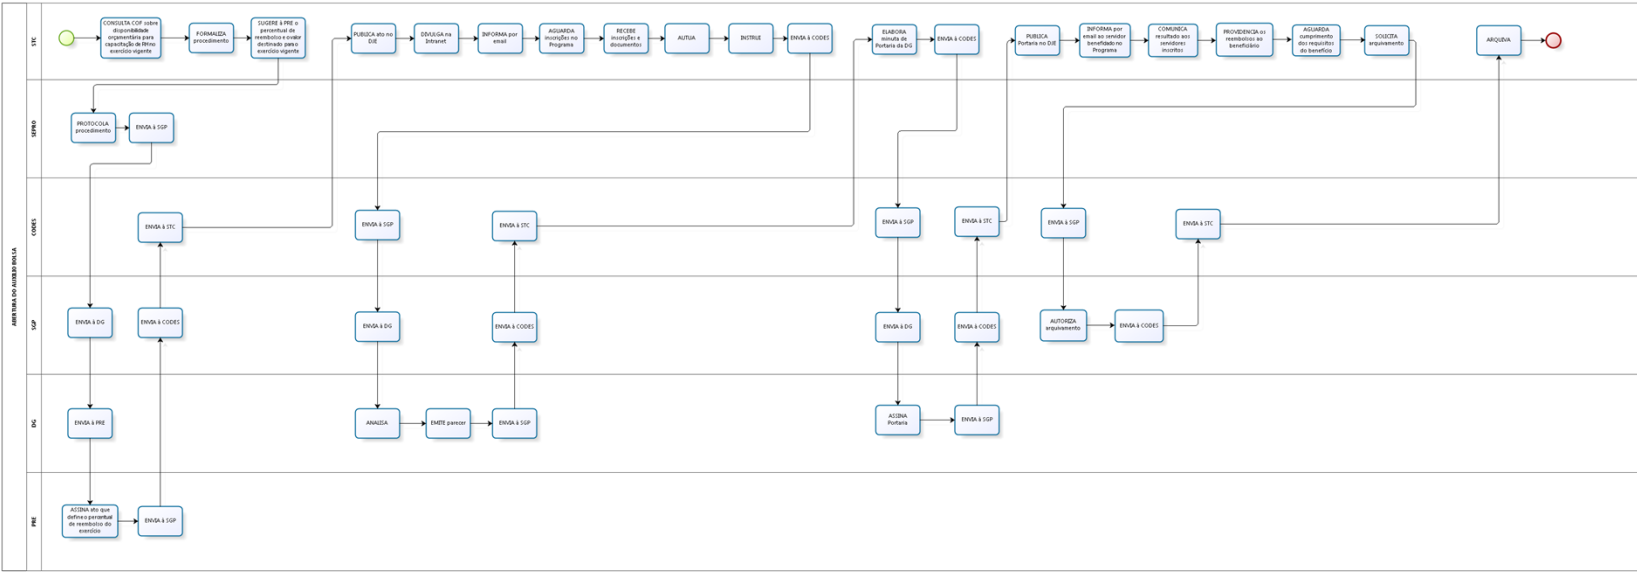 ABERTURA DO AUXÍLIO BOLSA
STC
CONSULTA COF sobre
disponibilidade
orçamentária para
capacitação de RH no
exercício vigente
FORMALIZA
procedimento
SUGERE à PRE o
percentual de
reembolso e o valor
destinado para o
exercício vigente
PUBLICA ato no
DJE
DIVULGA na
Intranet
INFORMA por
email
AGUARDA
inscrições no
Programa
RECEBE
inscrições e
documentos
AUTUA
INSTRUE
ENVIA à CODES
ELABORA
minuta de
Portaria da DG
ENVIA à CODES
PUBLICA
Portaria no DJE
INFORMA por
email ao servidor
benefidado no
Programa
COMUNICA
resultado aos
servidores
inscritos
PROVIDENCIA os
reembolsos ao
beneficiário
AGUARDA
cumprimento
dos requisitos
do benefício
SOLICITA
arquivamento
ARQUIVA
SEPRO
PROTOCOLA
procedimento
ENVIA à SGP
CODES
ENVIA à STC
ENVIA à SGP
ENVIA à STC
ENVIA à SGP
ENVIA à STC
ENVIA à SGP
ENVIA à STC
SGP
ENVIA à DG
ENVIA à CODES
ENVIA à DG
ENVIA à CODES
ENVIA à DG
ENVIA à CODES
AUTORIZA
arquivamento
ENVIA à CODES
DG
ENVIA à PRE
ANALISA
EMITE parecer
ENVIA à SGP
ASSINA
Portaria
ENVIA à SGP
PRE
ASSINA ato que
define o percentual
de reembolso do
exercício
ENVIA à SGP